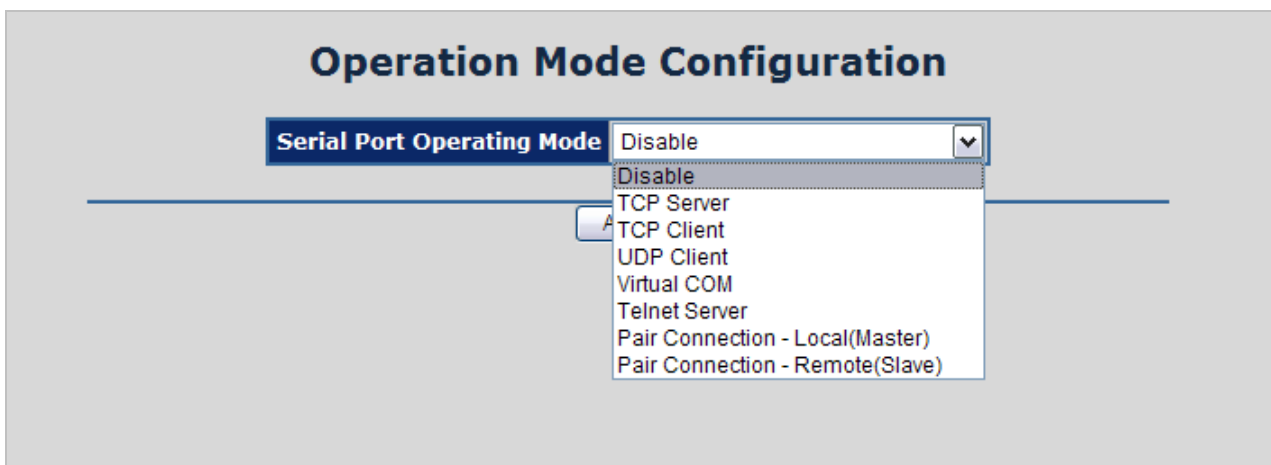 Operation Mode Configuration
Serial Port Operating Mode Disable
Disable
TCP Server
TCP Client
UDP Client
Virtual COM
Telnet Server
Pair Connection - Local(Master)
Pair Connection - Remote(Slave)